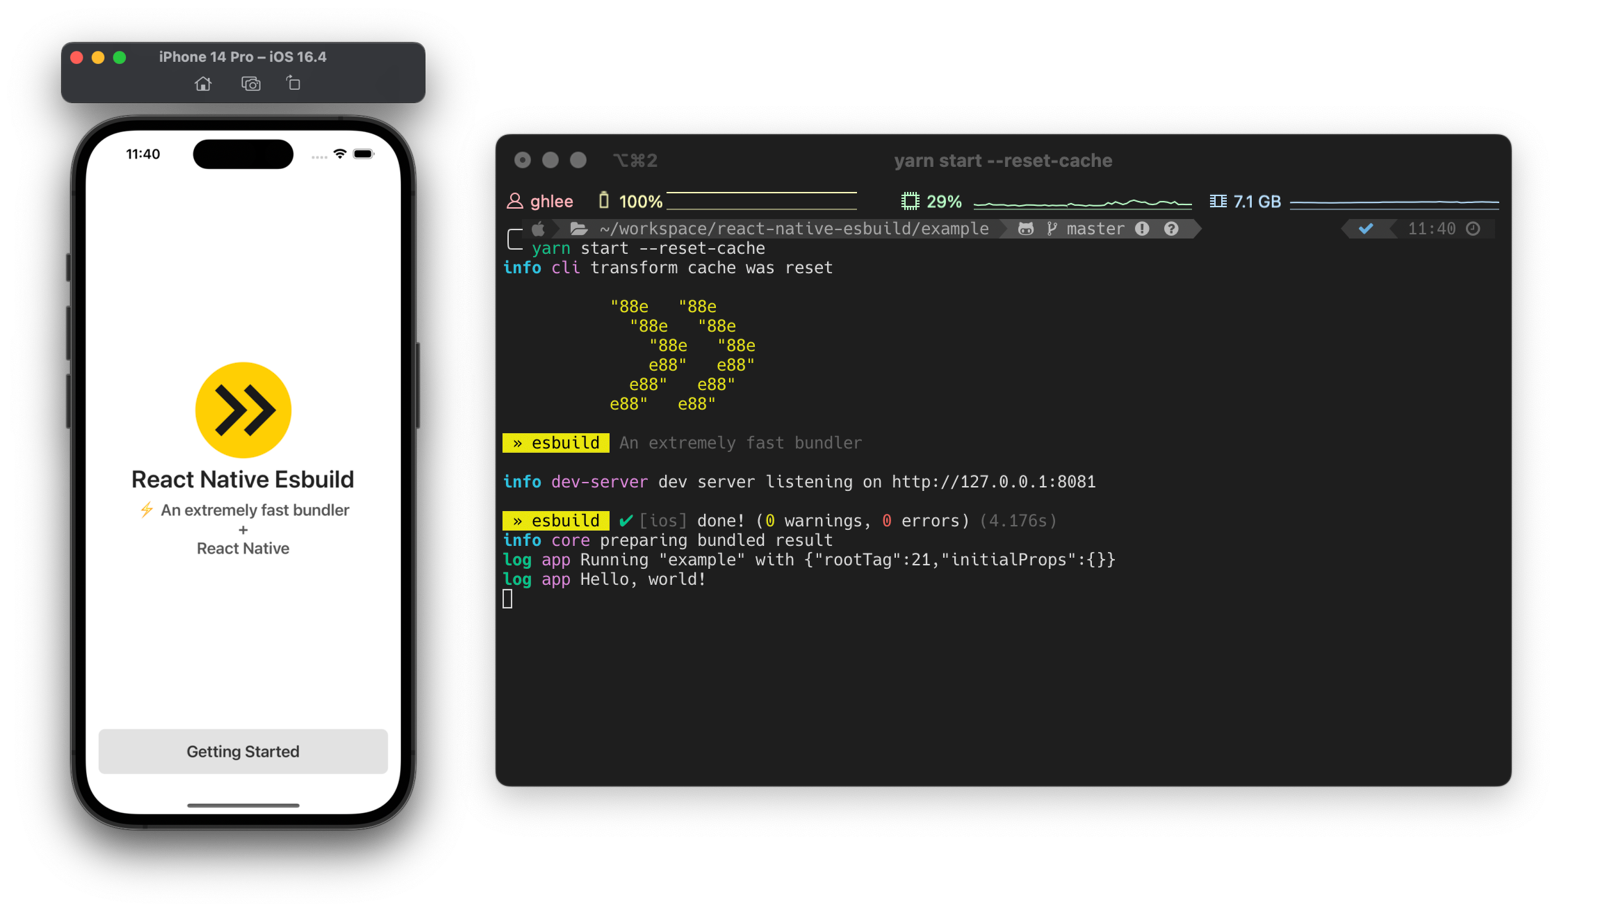 iPhone 14 Pro – iOS 16.4
11:40
React Native Esbuild
⚡ An extremely fast bundler
+
React Native
Getting Started
⌥⌘2 yarn start --reset-cache
ghlee 100% 29% 7.1 GB
~/workspace/react-native-esbuild/example master 11:40
yarn start --reset-cache
info cli transform cache was reset
"88e   "88e
  "88e   "88e
    "88e   "88e
    e88"   e88"
  e88"   e88"
e88"   e88"
» esbuild An extremely fast bundler
info dev-server dev server listening on http://127.0.0.1:8081
» esbuild ✔ [ios] done! (0 warnings, 0 errors) (4.176s)
info core preparing bundled result
log app Running "example" with {"rootTag":21,"initialProps":{}}
log app Hello, world!